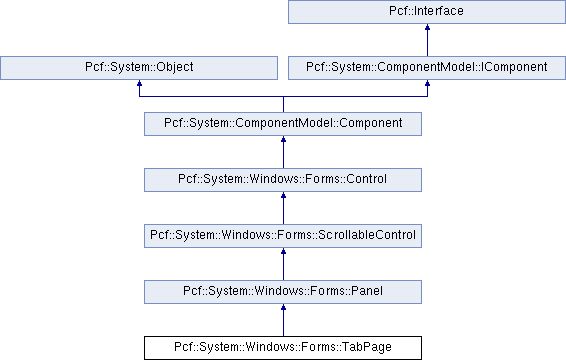 Pcf::Interface
Pcf::System::Object
Pcf::System::ComponentModel::IComponent
Pcf::System::ComponentModel::Component
Pcf::System::Windows::Forms::Control
Pcf::System::Windows::Forms::ScrollableControl
Pcf::System::Windows::Forms::Panel
Pcf::System::Windows::Forms::TabPage